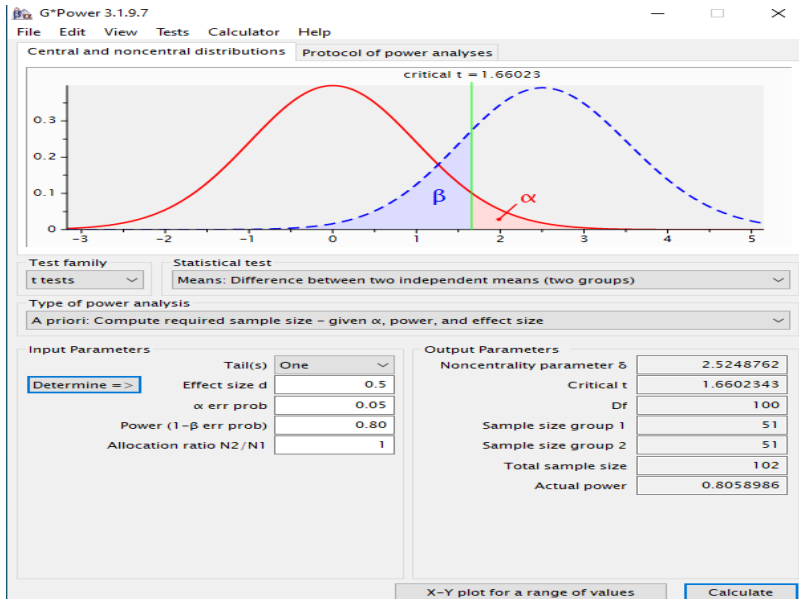 G*Power 3.1.9.7
File Edit View Tests Calculator Help
Central and noncentral distributions Protocol of power analyses
critical t = 1.66023
0.3
0.2
0.1
0
β
α
-3 -2 -1 0 1 2 3 4 5
Test family Statistical test
t tests Means: Difference between two independent means (two groups)
Type of power analysis
A priori: Compute required sample size – given α, power, and effect size
Input Parameters
Tail(s) One
Determine => Effect size d 0.5
α err prob 0.05
Power (1-β err prob) 0.80
Allocation ratio N2/N1 1
Output Parameters
Noncentrality parameter δ 2.5248762
Critical t 1.6602343
Df 100
Sample size group 1 51
Sample size group 2 51
Total sample size 102
Actual power 0.8058986
X-Y plot for a range of values Calculate